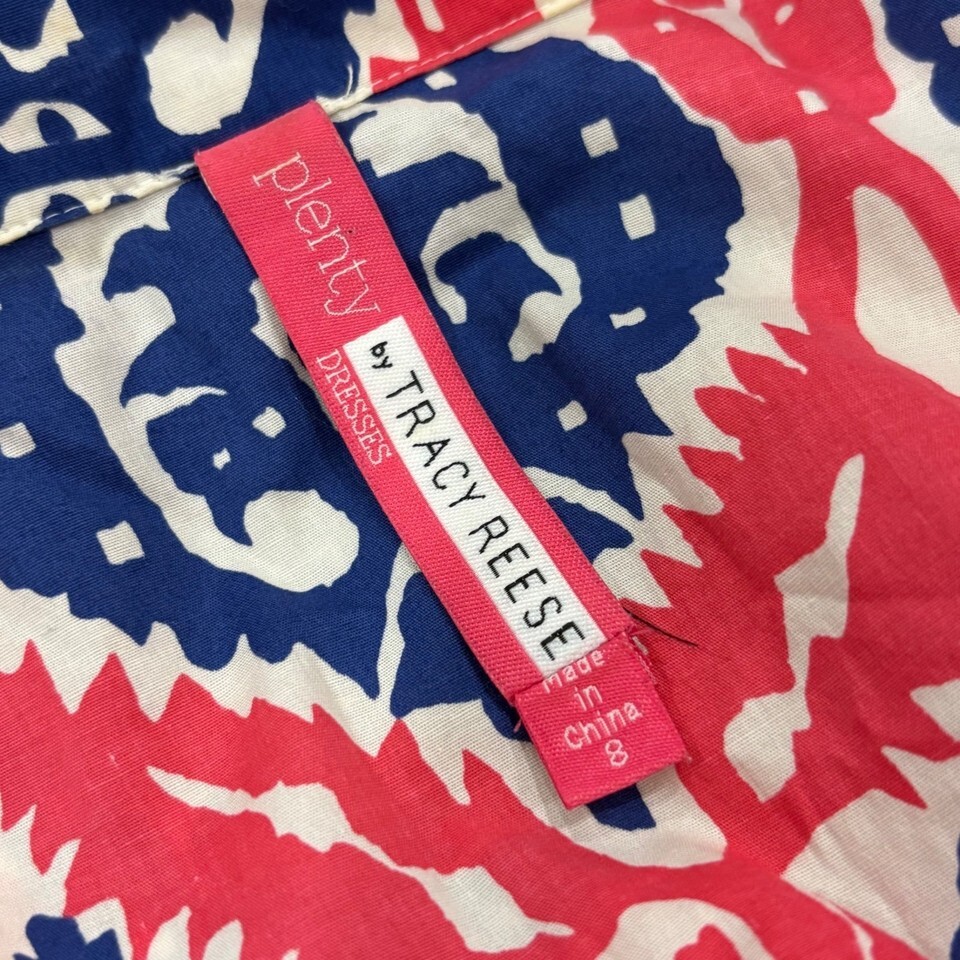 plenty
by TRACY REESE
DRESSES
Made
in
China
8